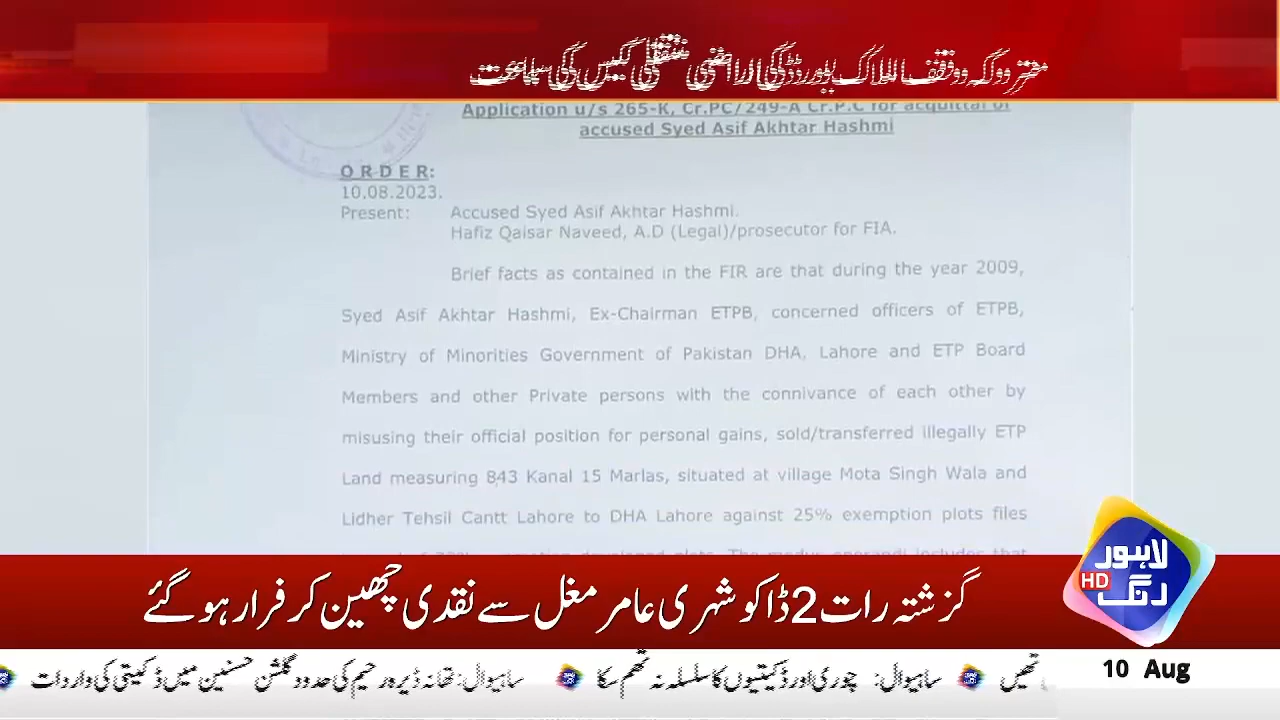 متروکہ وقف املاک بورڈ کی اراضی منتقلی کیس کی سماعت
Application u/s 265-K, Cr.PC/249-A Cr.P.C for acquittal of
accused Syed Asif Akhtar Hashmi
O R D E R:
10.08.2023.
Present: Accused Syed Asif Akhtar Hashmi.
Hafiz Qaisar Naveed, A.D (Legal)/prosecutor for FIA.
Brief facts as contained in the FIR are that during the year 2009,
Syed Asif Akhtar Hashmi, Ex-Chairman ETPB, concerned officers of ETPB,
Ministry of Minorities Government of Pakistan DHA, Lahore and ETP Board
Members and other Private persons with the connivance of each other by
misusing their official position for personal gains, sold/transferred illegally ETP
Land measuring 843 Kanal 15 Marlas, situated at village Mota Singh Wala and
Lidher Tehsil Cantt Lahore to DHA Lahore against 25% exemption plots files
لاہور
رنگ
HD
گزشتہ رات 2 ڈاکو شہری عامر مغل سے نقدی چھین کر فرار ہو گئے
تھیں ساہیوال: چوری اور ڈکیتیوں کا سلسلہ نہ تھم سکا ساہیوال: تھانہ ڈیرہ رحیم کی حدود گلشن حسنین میں ڈکیتی کی واردات
10 Aug